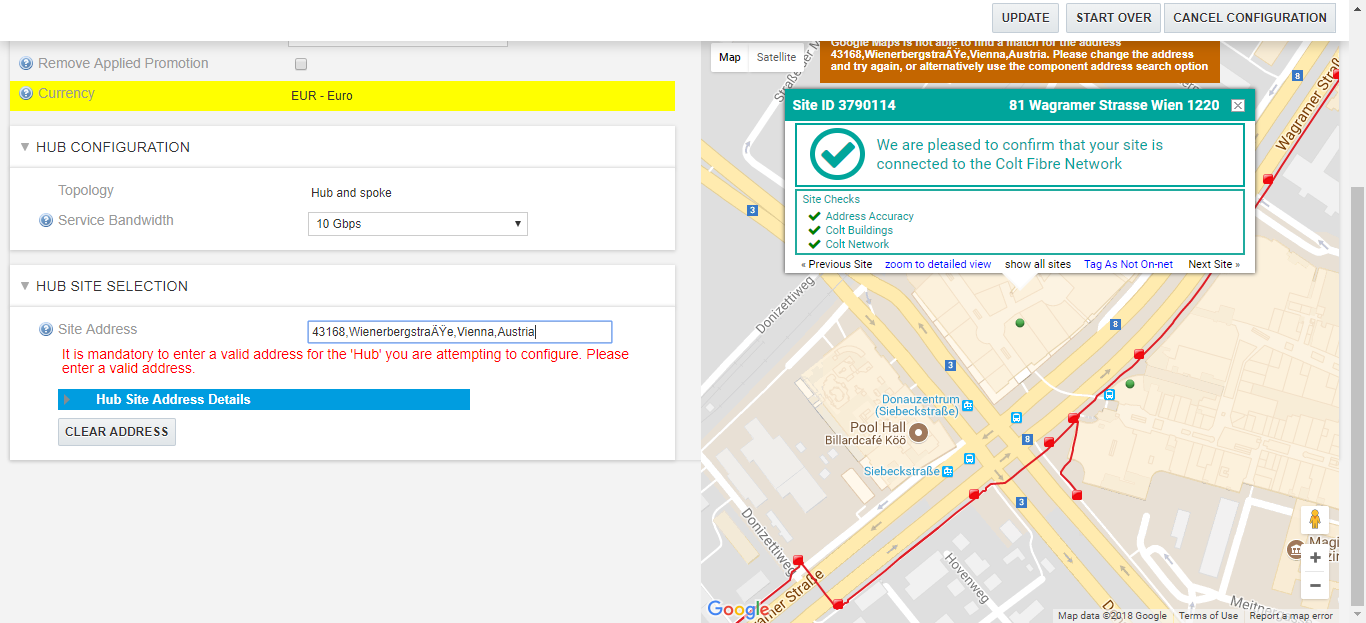 UPDATE
START OVER
CANCEL CONFIGURATION
Remove Applied Promotion
Currency
EUR - Euro
HUB CONFIGURATION
Topology
Hub and spoke
Service Bandwidth
10 Gbps
HUB SITE SELECTION
Site Address
43168,WienerbergstraÃŸe,Vienna,Austria
It is mandatory to enter a valid address for the 'Hub' you are attempting to configure. Please
enter a valid address.
Hub Site Address Details
CLEAR ADDRESS
Map
Satellite
Google Maps is not able to find a match for the address
43168,WienerbergstraÃŸe,Vienna,Austria. Please change the address
and try again, or alternatively use the component address search option
Site ID 3790114
81 Wagramer Strasse Wien 1220
We are pleased to confirm that your site is
connected to the Colt Fibre Network
Site Checks
Address Accuracy
Colt Buildings
Colt Network
« Previous Site
zoom to detailed view
show all sites
Tag As Not On-net
Next Site »
8
Wagramer Straß
3
Donizettiweg
8
3
Donauzentrum
(Siebeckstraße)
Pool Hall
Billardcafé Köö
8
Siebeckstraße
3
Donizettiweg
Hovenweg
Wagramer Straße
Magi
Meitner
Google
Map data ©2018 Google
Terms of Use
Report a map error